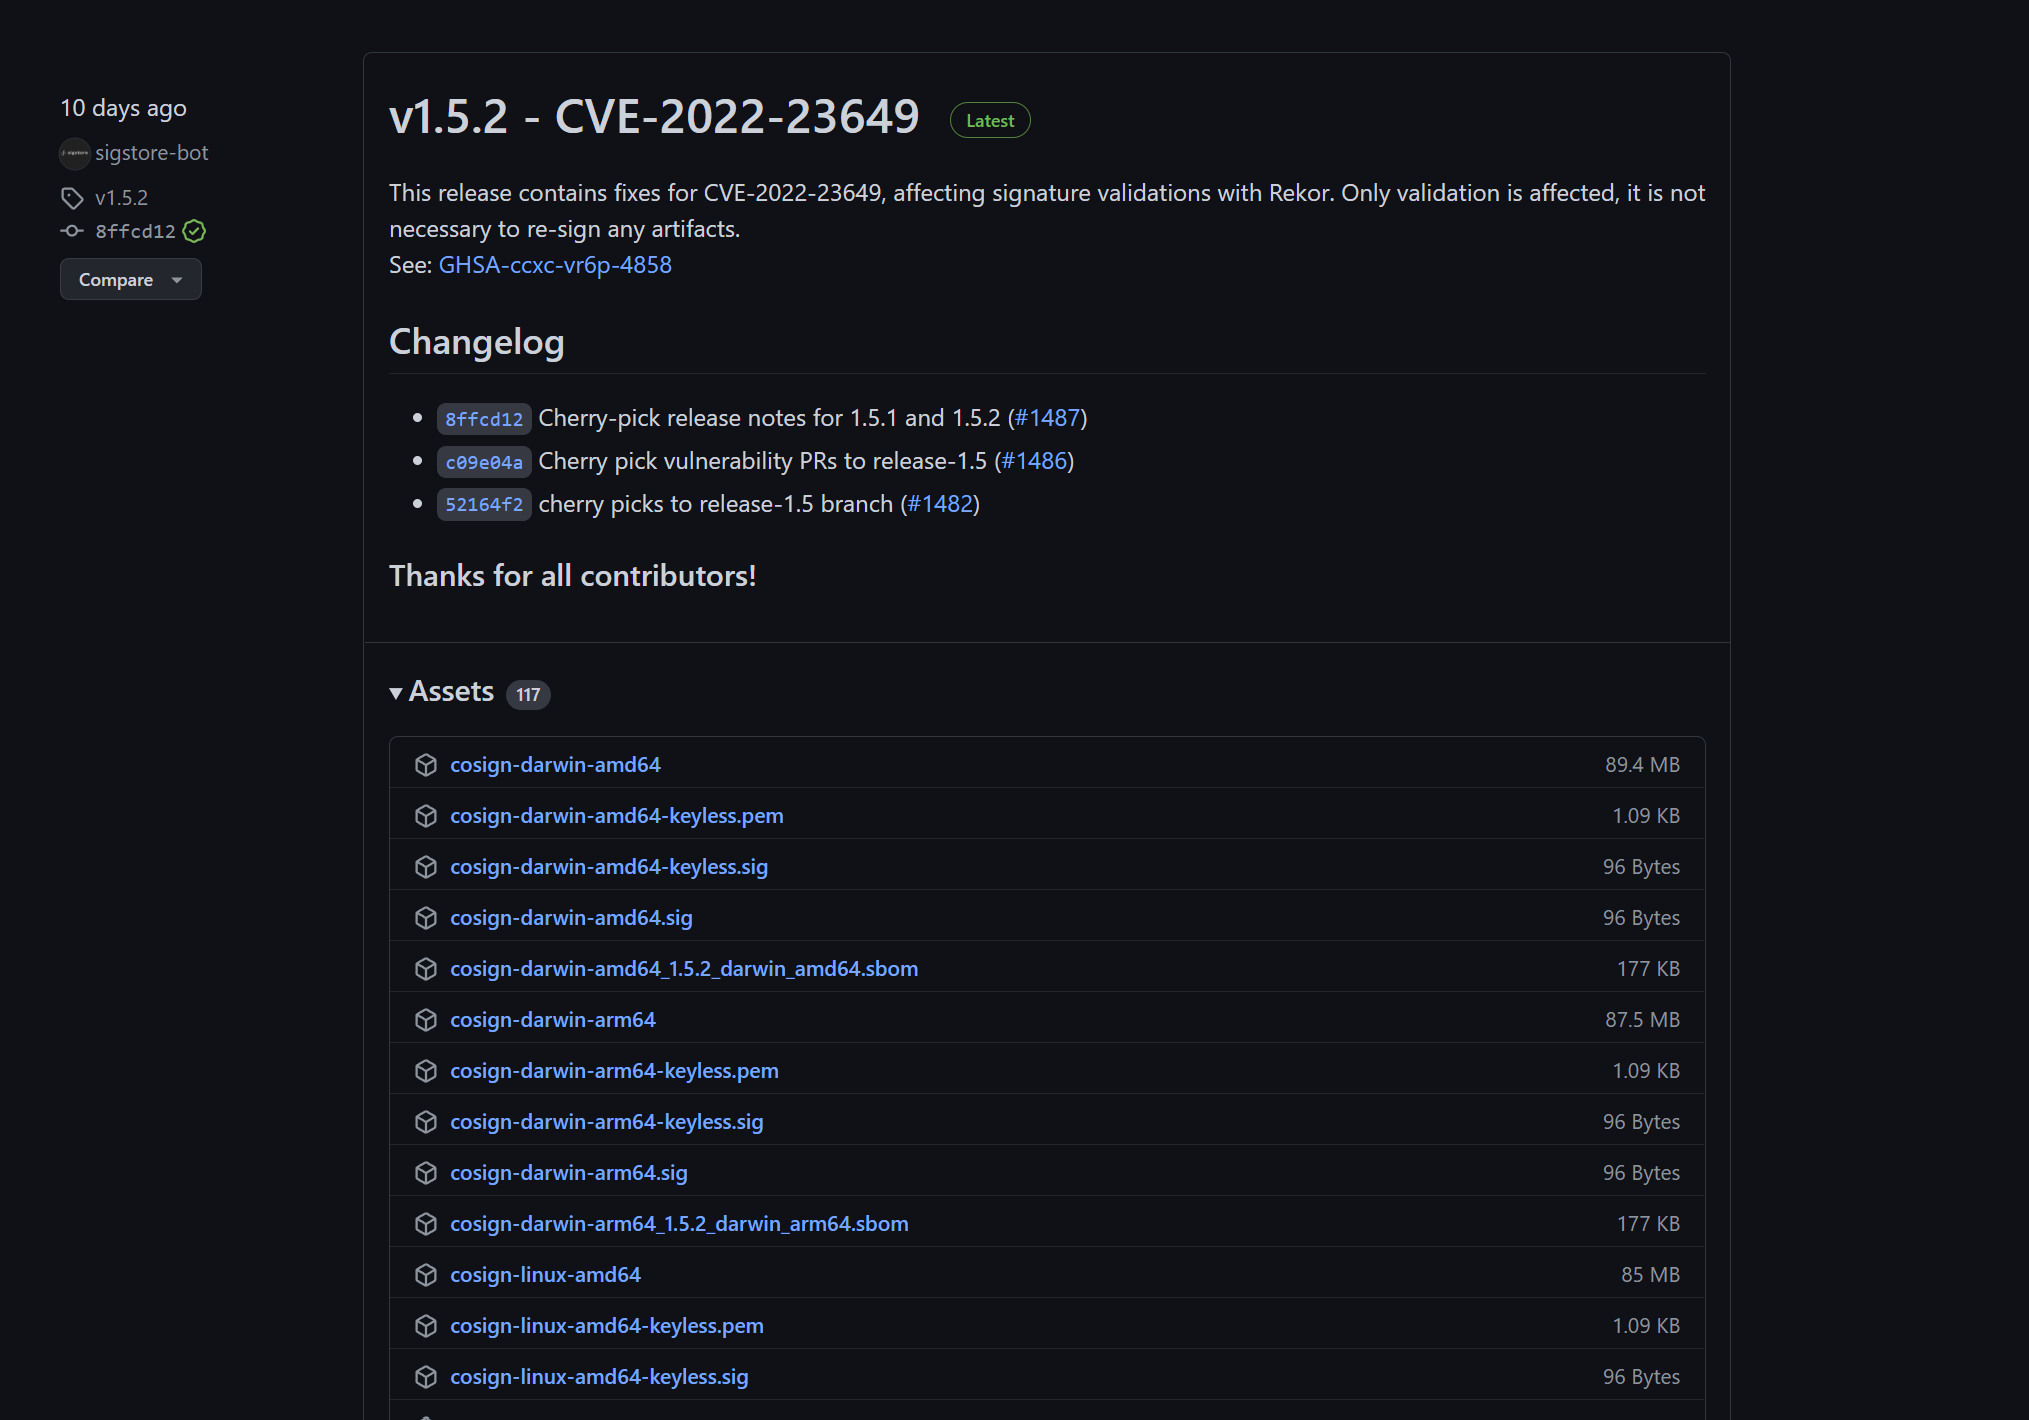 10 days ago
sigstore-bot
v1.5.2
8ffcd12
Compare
v1.5.2 - CVE-2022-23649 Latest
This release contains fixes for CVE-2022-23649, affecting signature validations with Rekor. Only validation is affected, it is not
necessary to re-sign any artifacts.
See: GHSA-ccxc-vr6p-4858
Changelog
8ffcd12 Cherry-pick release notes for 1.5.1 and 1.5.2 (#1487)
c09e04a Cherry pick vulnerability PRs to release-1.5 (#1486)
52164f2 cherry picks to release-1.5 branch (#1482)
Thanks for all contributors!
Assets 117
cosign-darwin-amd64 89.4 MB
cosign-darwin-amd64-keyless.pem 1.09 KB
cosign-darwin-amd64-keyless.sig 96 Bytes
cosign-darwin-amd64.sig 96 Bytes
cosign-darwin-amd64_1.5.2_darwin_amd64.sbom 177 KB
cosign-darwin-arm64 87.5 MB
cosign-darwin-arm64-keyless.pem 1.09 KB
cosign-darwin-arm64-keyless.sig 96 Bytes
cosign-darwin-arm64.sig 96 Bytes
cosign-darwin-arm64_1.5.2_darwin_arm64.sbom 177 KB
cosign-linux-amd64 85 MB
cosign-linux-amd64-keyless.pem 1.09 KB
cosign-linux-amd64-keyless.sig 96 Bytes